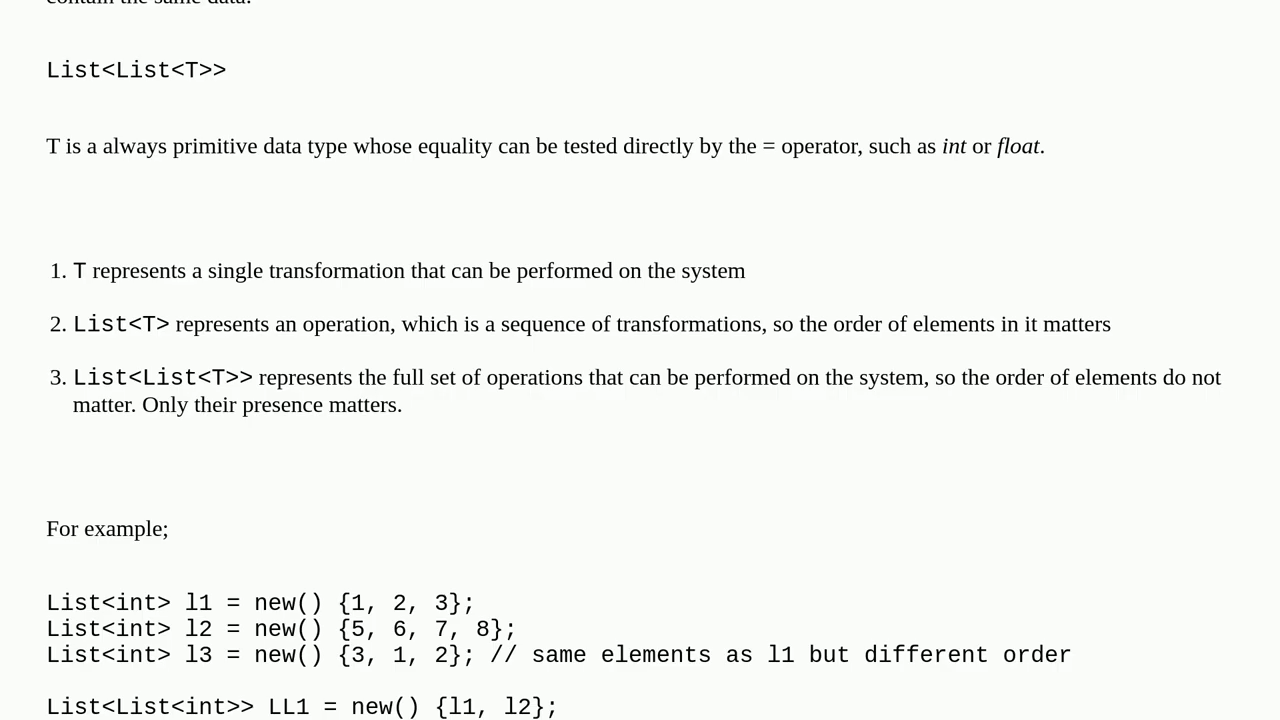 contain the same data.
List<List<T>>
T is a always primitive data type whose equality can be tested directly by the = operator, such as int or float.
1. T represents a single transformation that can be performed on the system
2. List<T> represents an operation, which is a sequence of transformations, so the order of elements in it matters
3. List<List<T>> represents the full set of operations that can be performed on the system, so the order of elements do not
matter. Only their presence matters.
For example;
List<int> l1 = new() {1, 2, 3};
List<int> l2 = new() {5, 6, 7, 8};
List<int> l3 = new() {3, 1, 2}; // same elements as l1 but different order
List<List<int>> LL1 = new() {l1, l2};